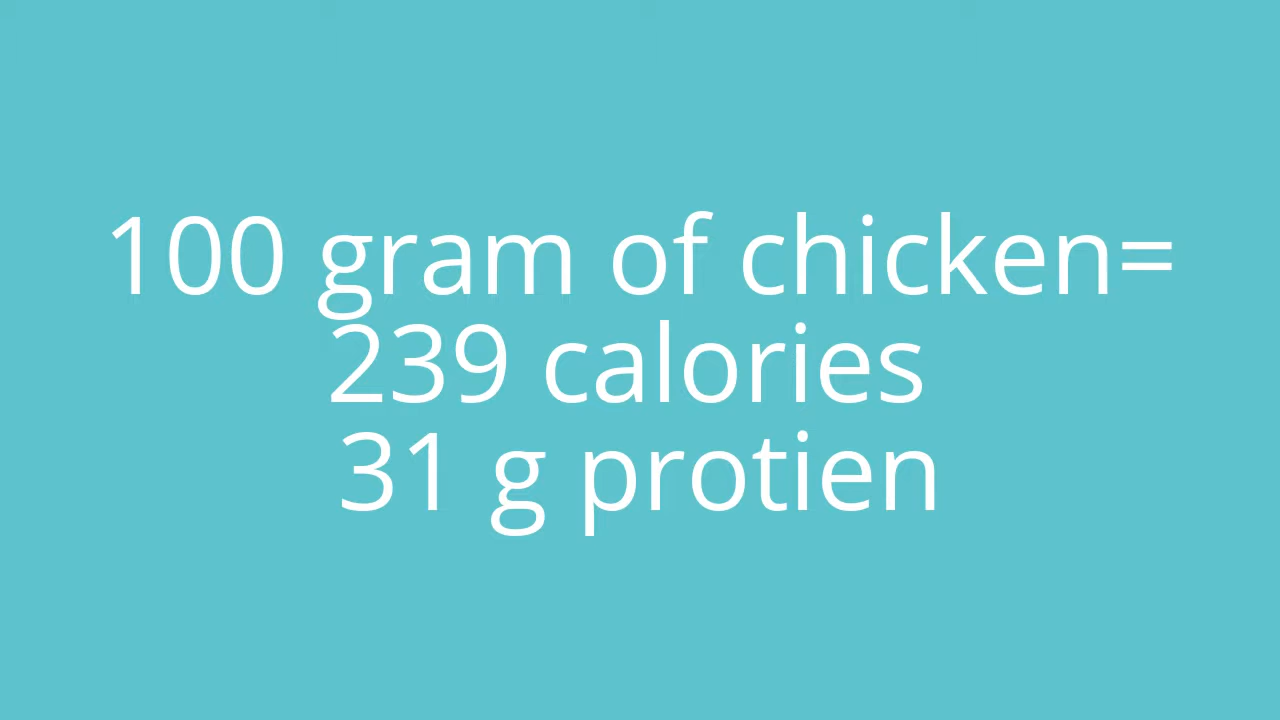 100 gram of chicken=
239 calories
31 g protien